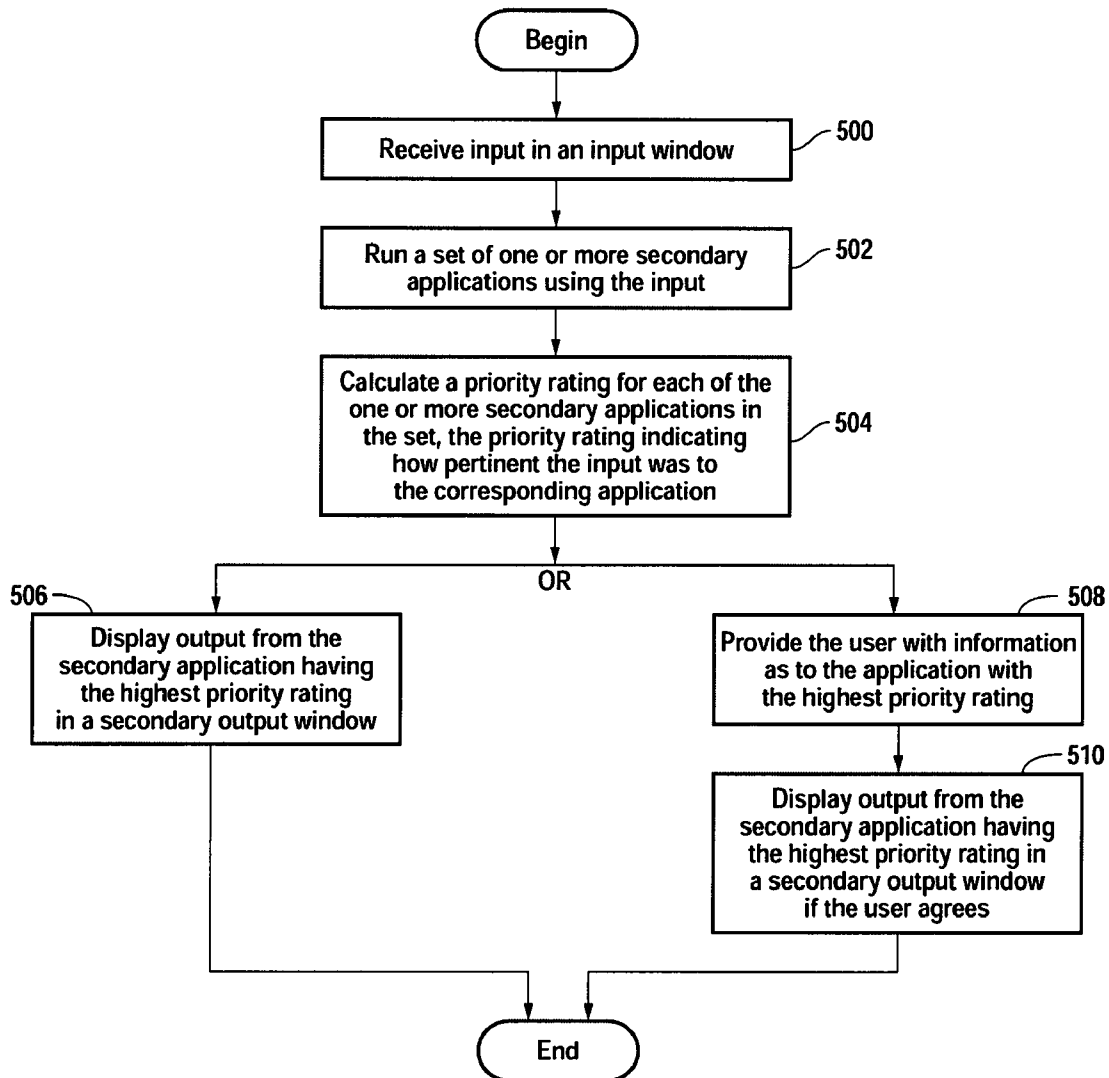 Begin
500
Receive input in an input window
502
Run a set of one or more secondary
applications using the input
Calculate a priority rating for each of the
one or more secondary applications in
the set, the priority rating indicating
how pertinent the input was to
the corresponding application
504
OR
506
Display output from the
secondary application having
the highest priority rating
in a secondary output window
508
Provide the user with information
as to the application with
the highest priority rating
510
Display output from the
secondary application having
the highest priority rating in
a secondary output window
if the user agrees
End